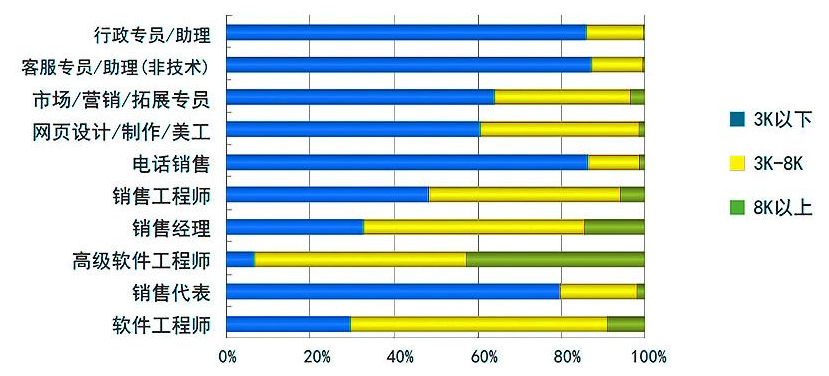 行政专员/助理
客服专员/助理(非技术)
市场/营销/拓展专员
网页设计/制作/美工
电话销售
销售工程师
销售经理
高级软件工程师
销售代表
软件工程师
0% 20% 40% 60% 80% 100%
3K以下
3K-8K
8K以上